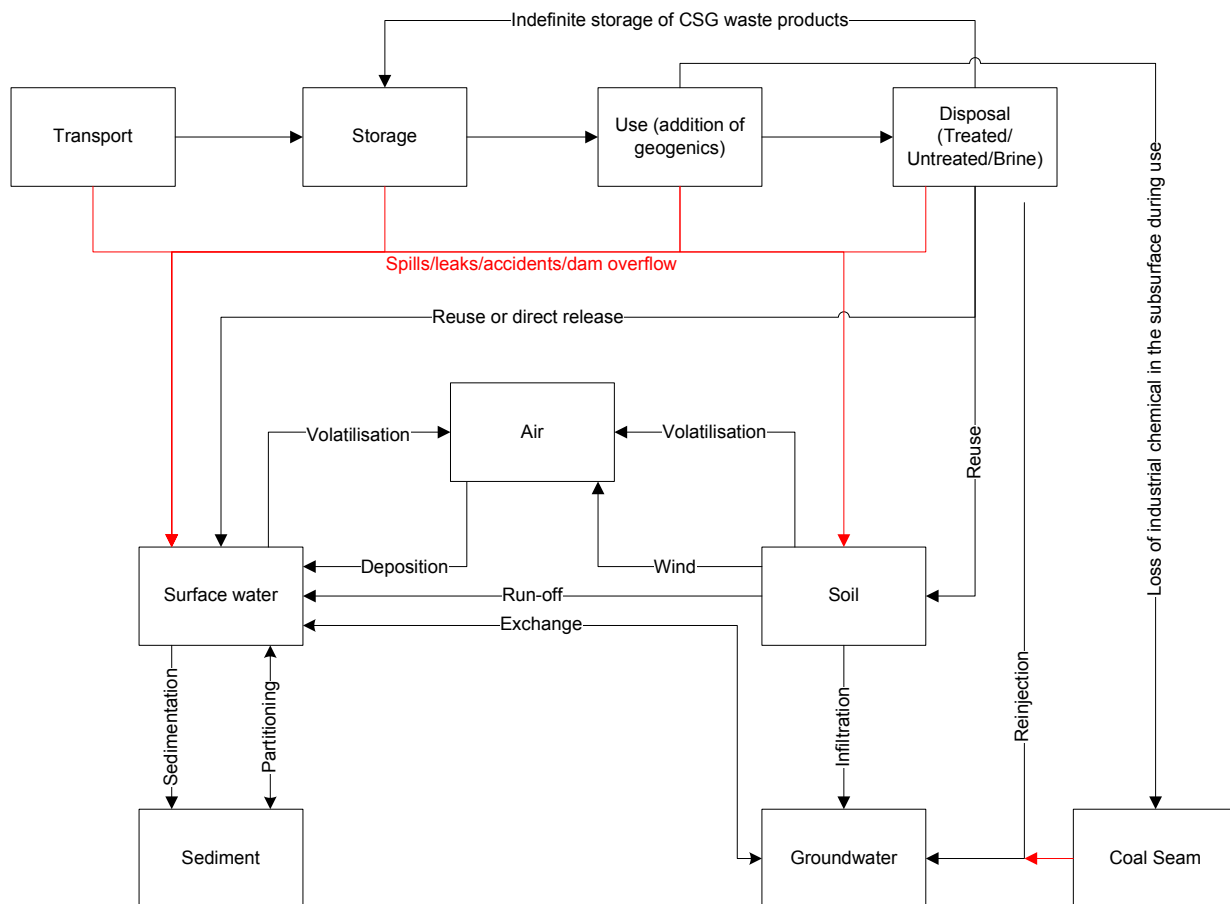 Indefinite storage of CSG waste products
Transport
Storage
Use (addition of
geogenics)
Disposal
(Treated/
Untreated/Brine)
Spills/leaks/accidents/dam overflow
Reuse or direct release
Loss of industrial chemical in the subsurface during use
Air
Volatilisation
Volatilisation
Reuse
Deposition
Wind
Surface water
Run-off
Soil
Exchange
Sedimentation
Partitioning
Infiltration
Reinjection
Sediment
Groundwater
Coal Seam